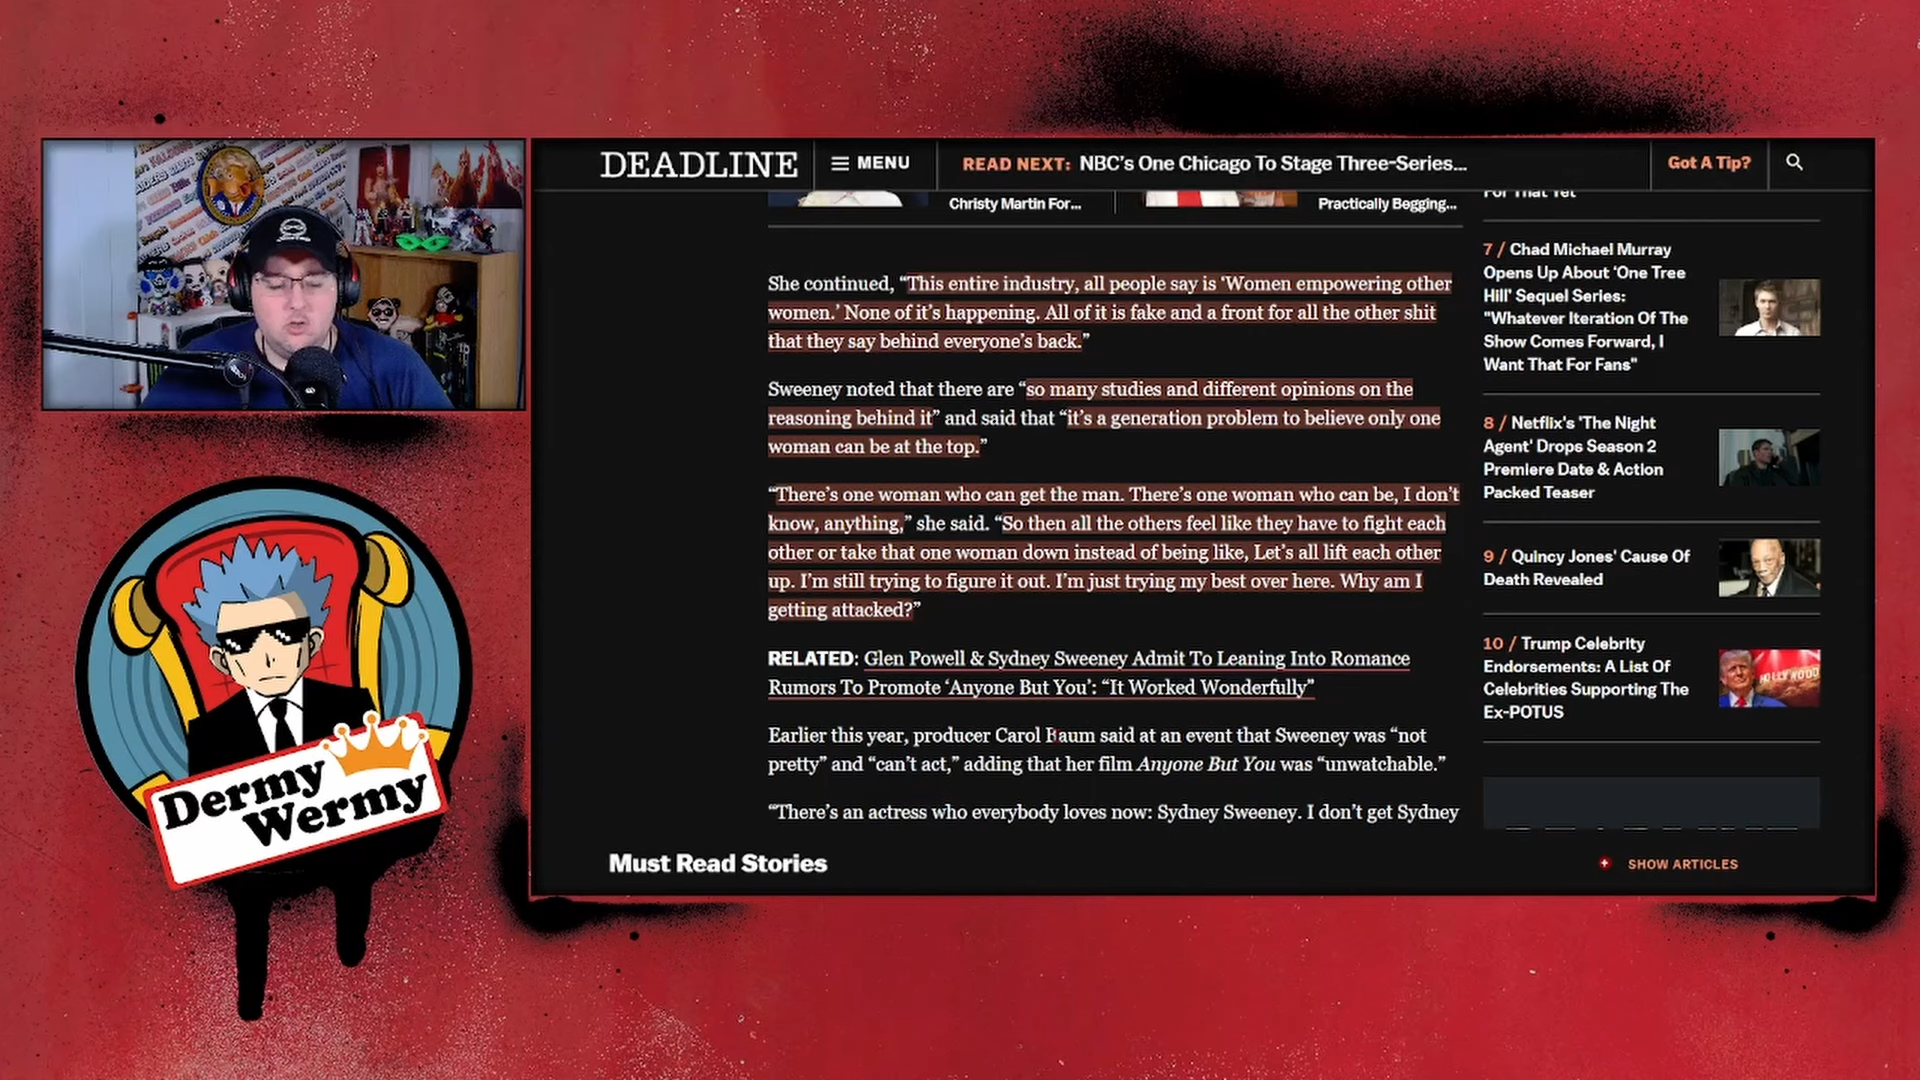 DEADLINE
MENU
READ NEXT: NBC's One Chicago To Stage Three-Series...
Got A Tip?
Christy Martin For...
Practically Begging...
She continued, “This entire industry, all people say is ‘Women empowering other
women.’ None of it’s happening. All of it is fake and a front for all the other shit
that they say behind everyone’s back.”
Sweeney noted that there are “so many studies and different opinions on the
reasoning behind it” and said that “it’s a generation problem to believe only one
woman can be at the top.”
“There’s one woman who can get the man. There’s one woman who can be, I don’t
know, anything,” she said. “So then all the others feel like they have to fight each
other or take that one woman down instead of being like, Let’s all lift each other
up. I’m still trying to figure it out. I’m just trying my best over here. Why am I
getting attacked?”
RELATED: Glen Powell & Sydney Sweeney Admit To Leaning Into Romance
Rumors To Promote ‘Anyone But You’: “It Worked Wonderfully”
Earlier this year, producer Carol Baum said at an event that Sweeney was “not
pretty” and “can’t act,” adding that her film Anyone But You was “unwatchable.”
“There’s an actress who everybody loves now: Sydney Sweeney. I don’t get Sydney
For That Yet
7 / Chad Michael Murray
Opens Up About ‘One Tree
Hill’ Sequel Series:
"Whatever Iteration Of The
Show Comes Forward, I
Want That For Fans"
8 / Netflix's 'The Night
Agent' Drops Season 2
Premiere Date & Action
Packed Teaser
9 / Quincy Jones' Cause Of
Death Revealed
10 / Trump Celebrity
Endorsements: A List Of
Celebrities Supporting The
Ex-POTUS
Must Read Stories
SHOW ARTICLES
Dermy
Wermy